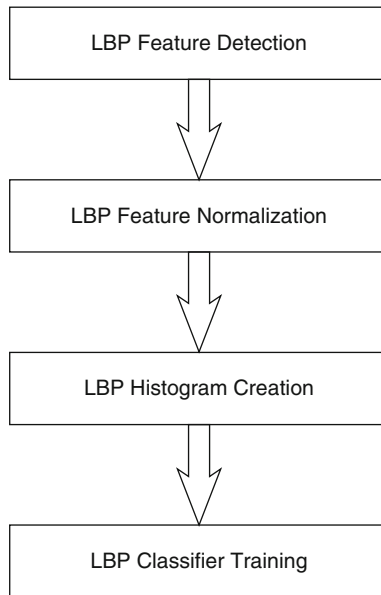 LBP Feature Detection
LBP Feature Normalization
LBP Histogram Creation
LBP Classifier Training